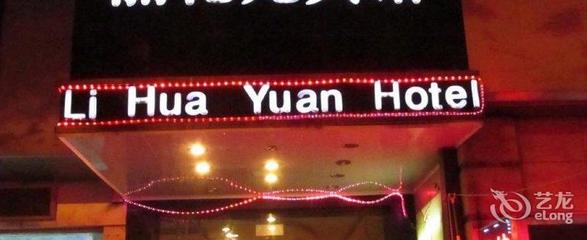 Li Hua Yuan Hotel
艺龙
eLong